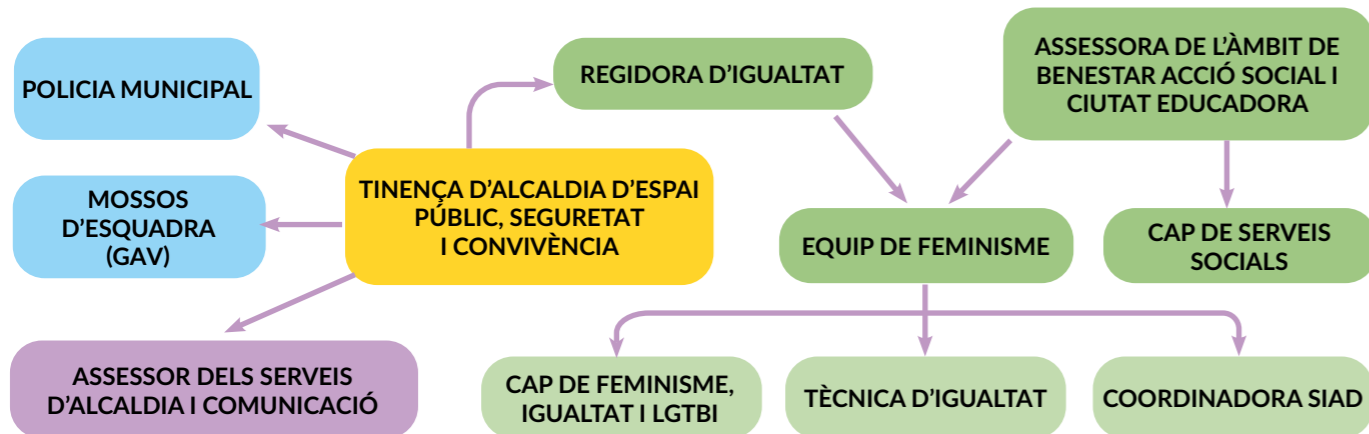 POLICIA MUNICIPAL
REGIDORA D'IGUALTAT
ASSESSORA DE L'ÀMBIT DE
BENESTAR ACCIÓ SOCIAL I
CIUTAT EDUCADORA
MOSSOS
D'ESQUADRA
(GAV)
TINENÇA D'ALCALDIA D'ESPAI
PÚBLIC, SEGURETAT
I CONVIVÈNCIA
EQUIP DE FEMINISME
CAP DE SERVEIS
SOCIALS
ASSESSOR DELS SERVEIS
D'ALCALDIA I COMUNICACIÓ
CAP DE FEMINISME,
IGUALTAT I LGTBI
TÈCNICA D'IGUALTAT
COORDINADORA SIAD